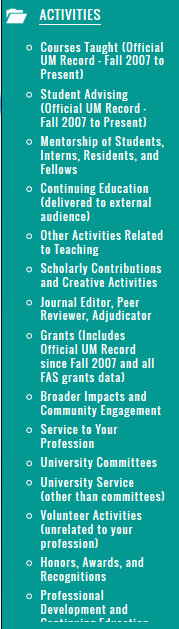 ACTIVITIES
Courses Taught (Official
UM Record - Fall 2007 to
Present)
Student Advising
(Official UM Record -
Fall 2007 to Present)
Mentorship of Students,
Interns, Residents, and
Fellows
Continuing Education
(delivered to external
audience)
Other Activities Related
to Teaching
Scholarly Contributions
and Creative Activities
Journal Editor, Peer
Reviewer, Adjudicator
Grants (Includes
Official UM Record
since Fall 2007 and all
FAS grants data)
Broader Impacts and
Community Engagement
Service to Your
Profession
University Committees
University Service
(other than committees)
Volunteer Activities
(unrelated to your
profession)
Honors, Awards, and
Recognitions
Professional
Development and
Continuing Education